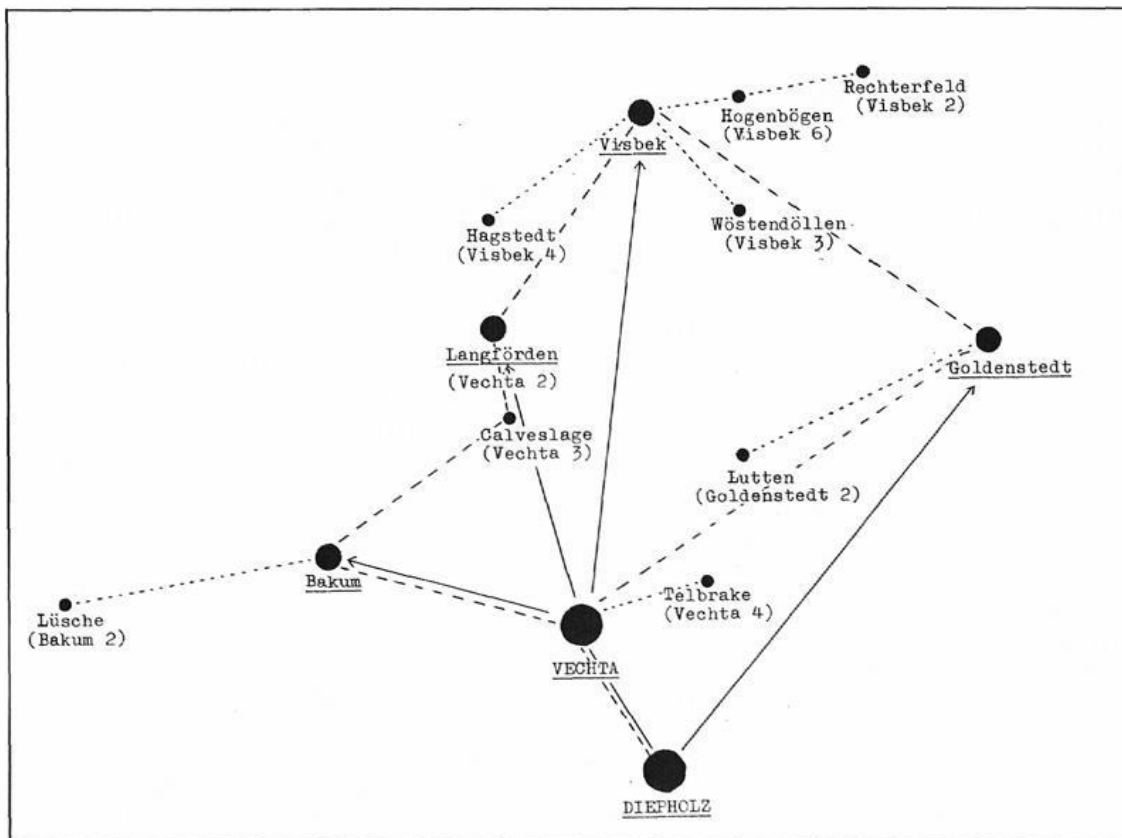 Rechterfeld
(Visbek 2)
Hogenbögen
(Visbek 6)
Visbek
Wöstendöllen
(Visbek 3)
Hagstedt
(Visbek 4)
Langförden
(Vechta 2)
Goldenstedt
Calveslage
(Vechta 3)
Lutten
(Goldenstedt 2)
Bakum
Telbrake
(Vechta 4)
Lüsche
(Bakum 2)
VECHTA
DIEPHOLZ